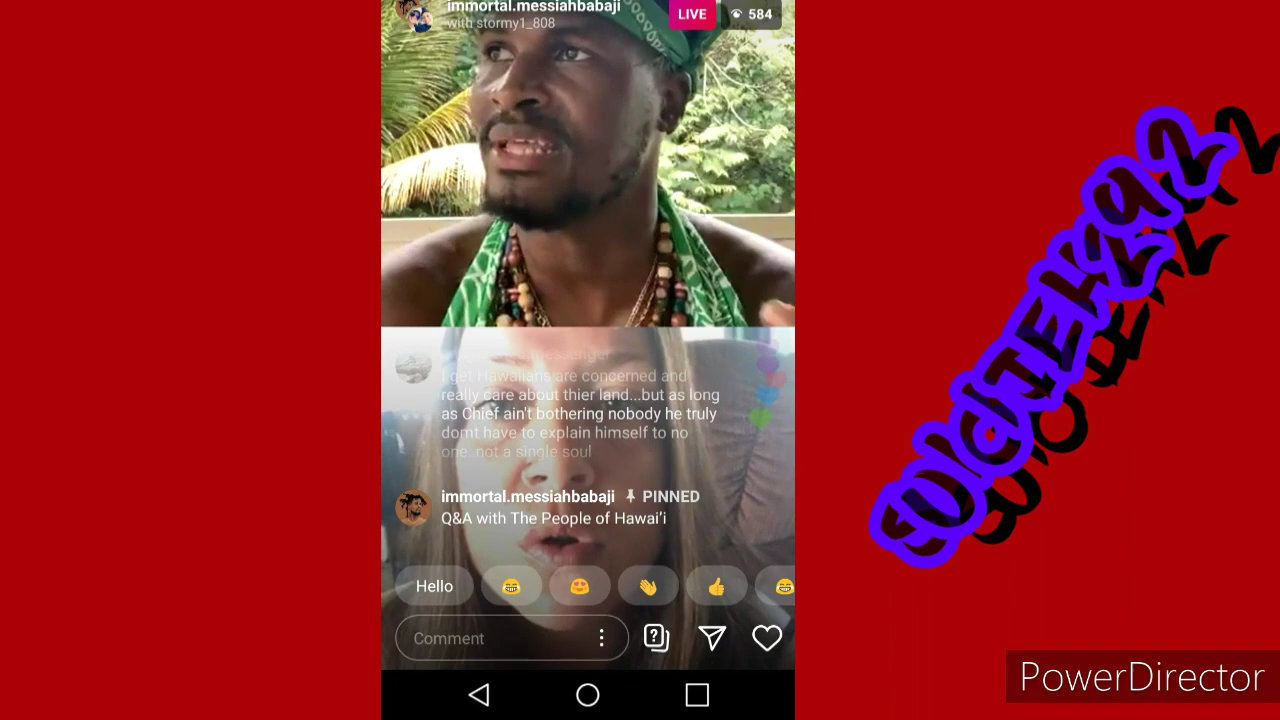 immortal.messiahbabaji
with stormy1_808
LIVE
584
I get Hawaiians are concerned and
really care about thier land...but as long
as Chief ain't bothering nobody he truly
domt have to explain himself to no
one..not a single soul
immortal.messiahbabaji PINNED
Q&A with The People of Hawai'i
Hello
Comment
PowerDirector